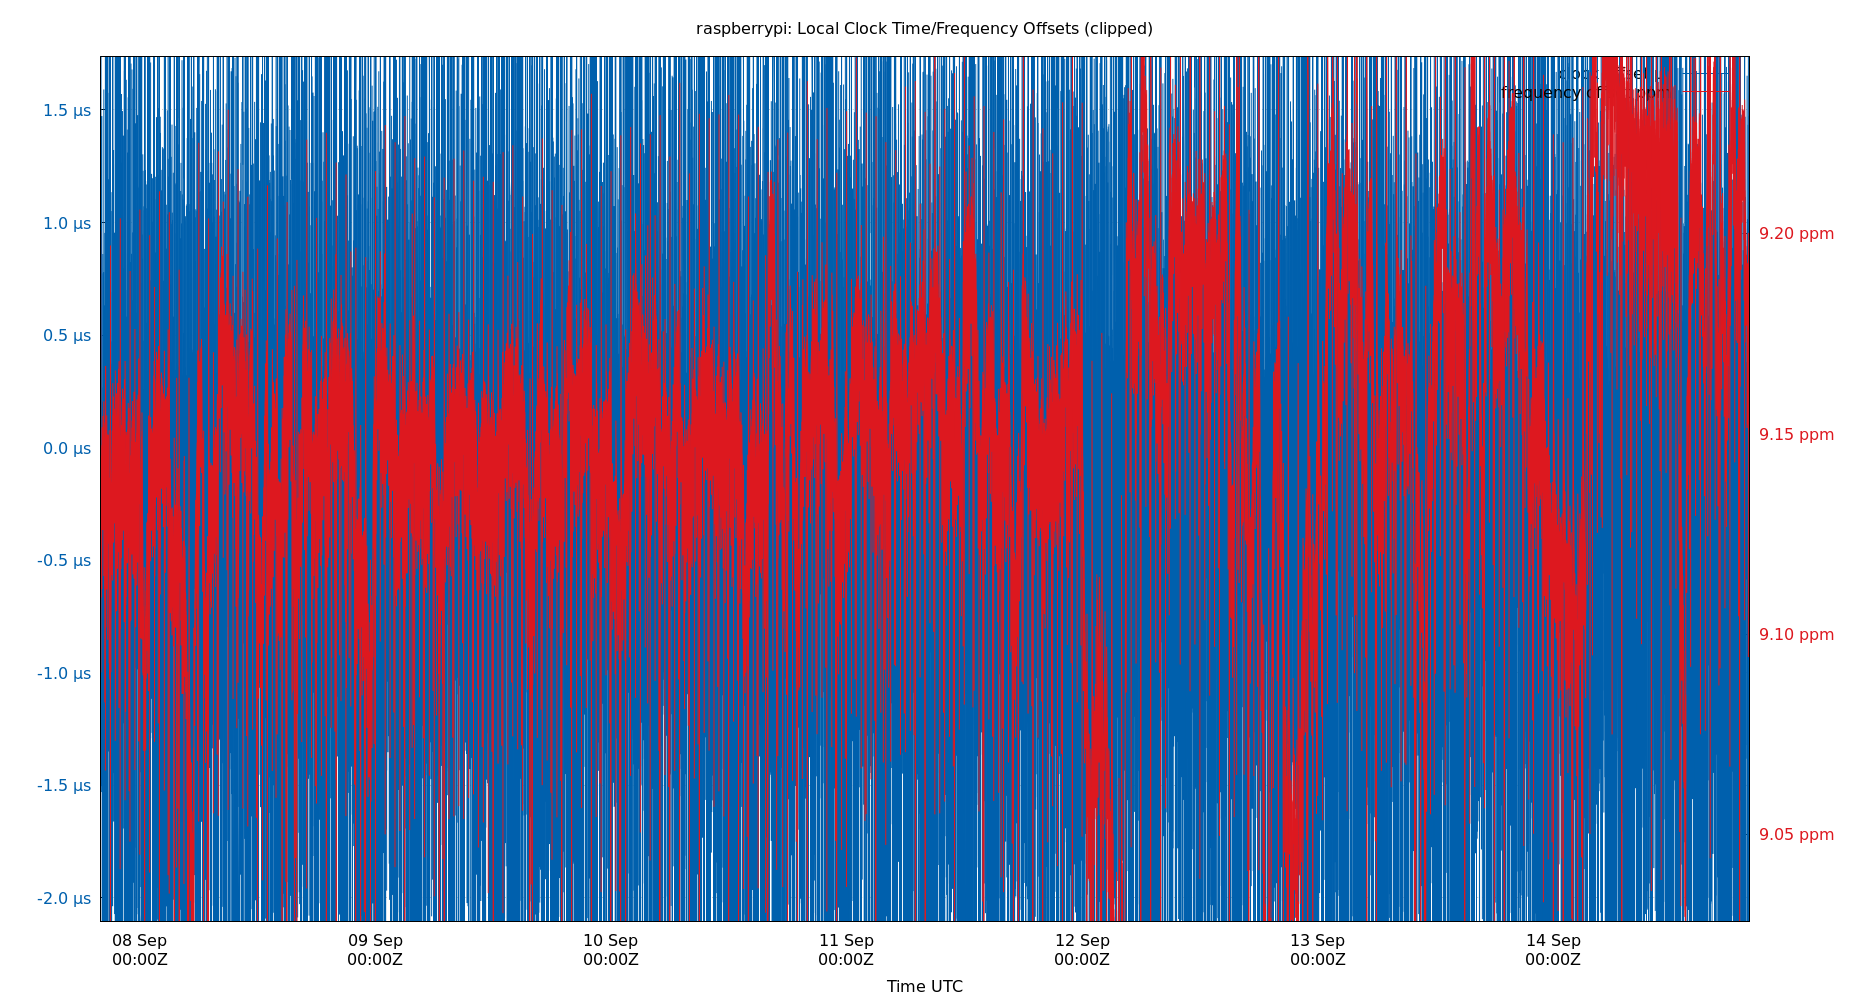 raspberrypi: Local Clock Time/Frequency Offsets (clipped)
frequency
1.5 µs
1.0 µs
0.5 µs
0.0 µs
-0.5 µs
-1.0 µs
-1.5 µs
-2.0 µs
9.20 ppm
9.15 ppm
9.10 ppm
9.05 ppm
08 Sep 09 Sep 10 Sep 11 Sep 12 Sep 13 Sep 14 Sep
00:00Z 00:00Z 00:00Z 00:00Z 00:00Z 00:00Z 00:00Z
Time UTC